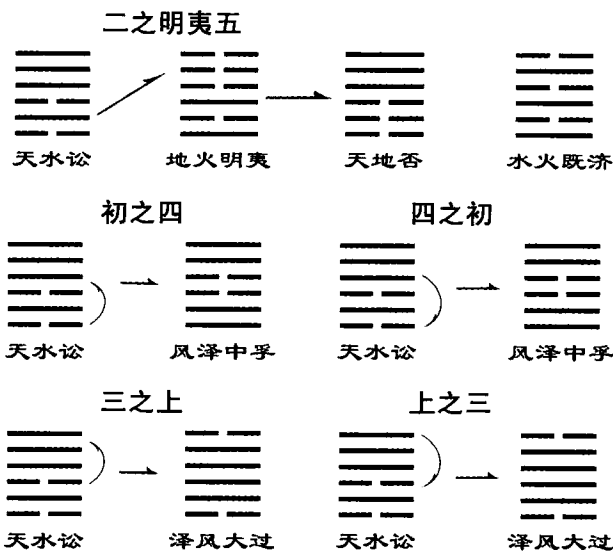 二之明夷五
天水讼 地火明夷 天地否 水火既济
初之四 四之初
天水讼 风泽中孚 天水讼 风泽中孚
三之上 上之三
天水讼 泽风大过 天水讼 泽风大过